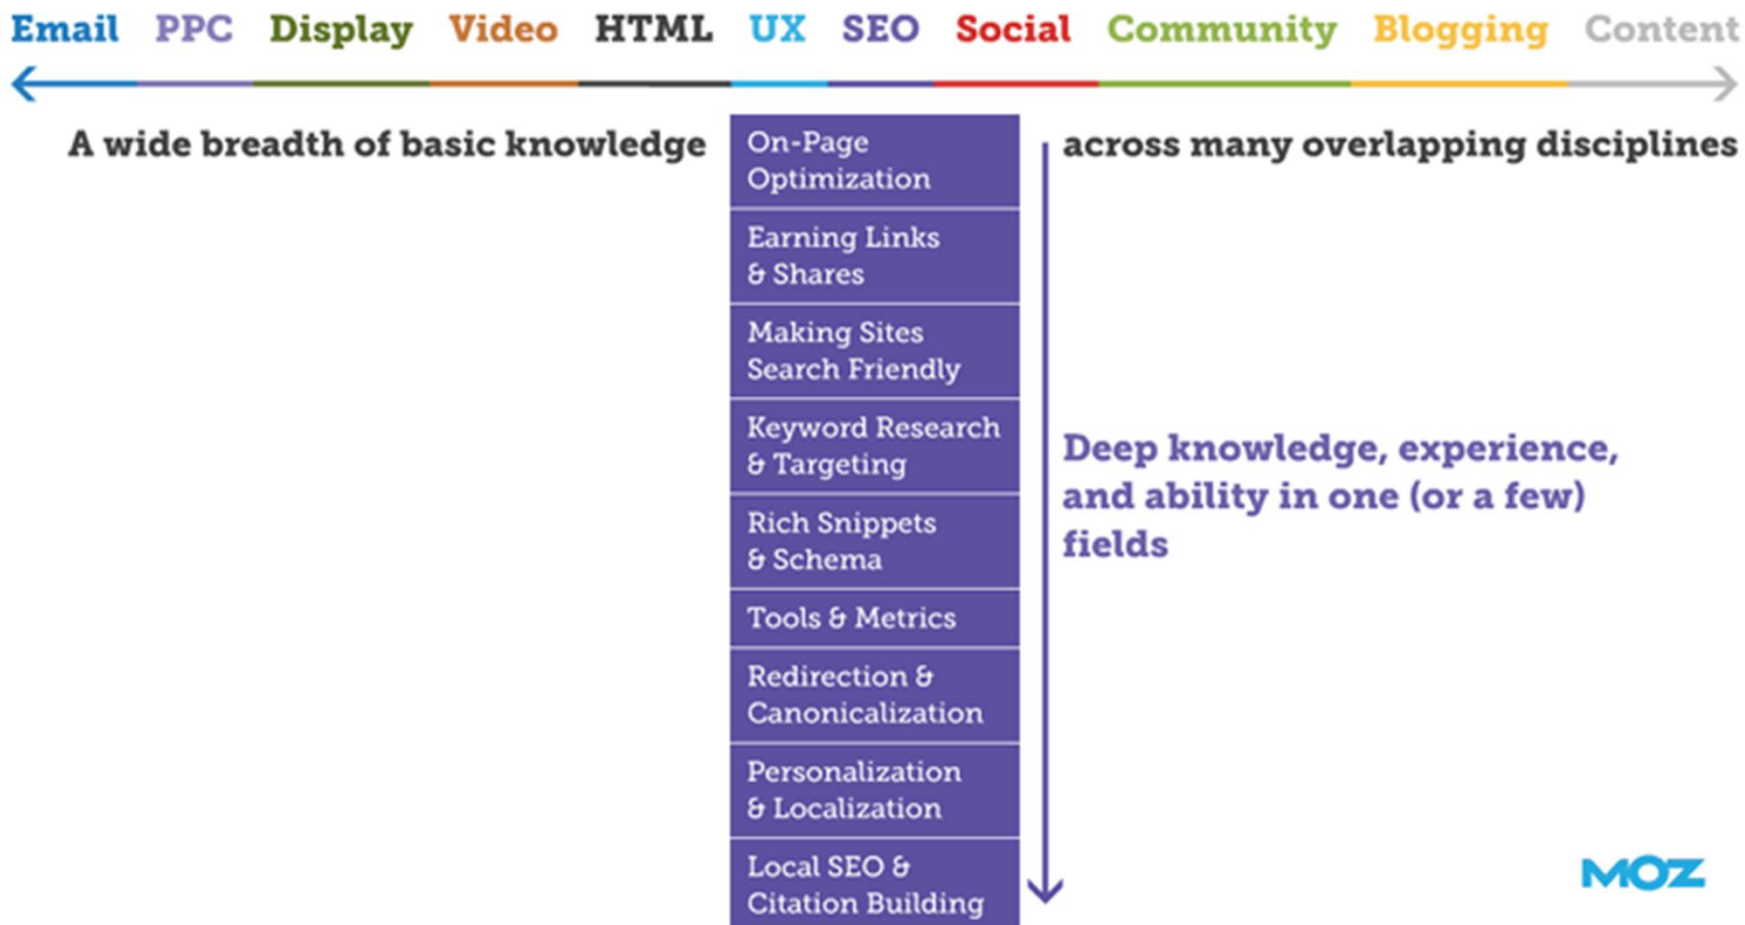 Email PPC Display Video HTML UX SEO Social Community Blogging Content
A wide breadth of basic knowledge
across many overlapping disciplines
On-Page
Optimization
Earning Links
& Shares
Making Sites
Search Friendly
Keyword Research
& Targeting
Rich Snippets
& Schema
Tools & Metrics
Redirection &
Canonicalization
Personalization
& Localization
Local SEO &
Citation Building
Deep knowledge, experience,
and ability in one (or a few)
fields
MOZ